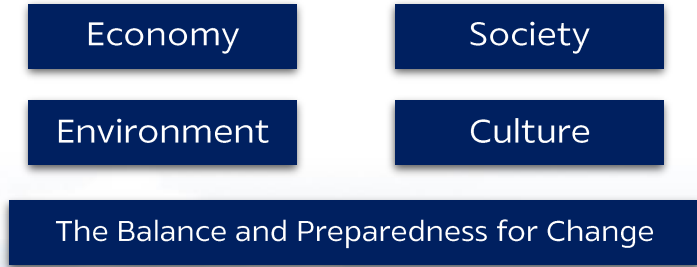 Economy
Society
Environment
Culture
The Balance and Preparedness for Change